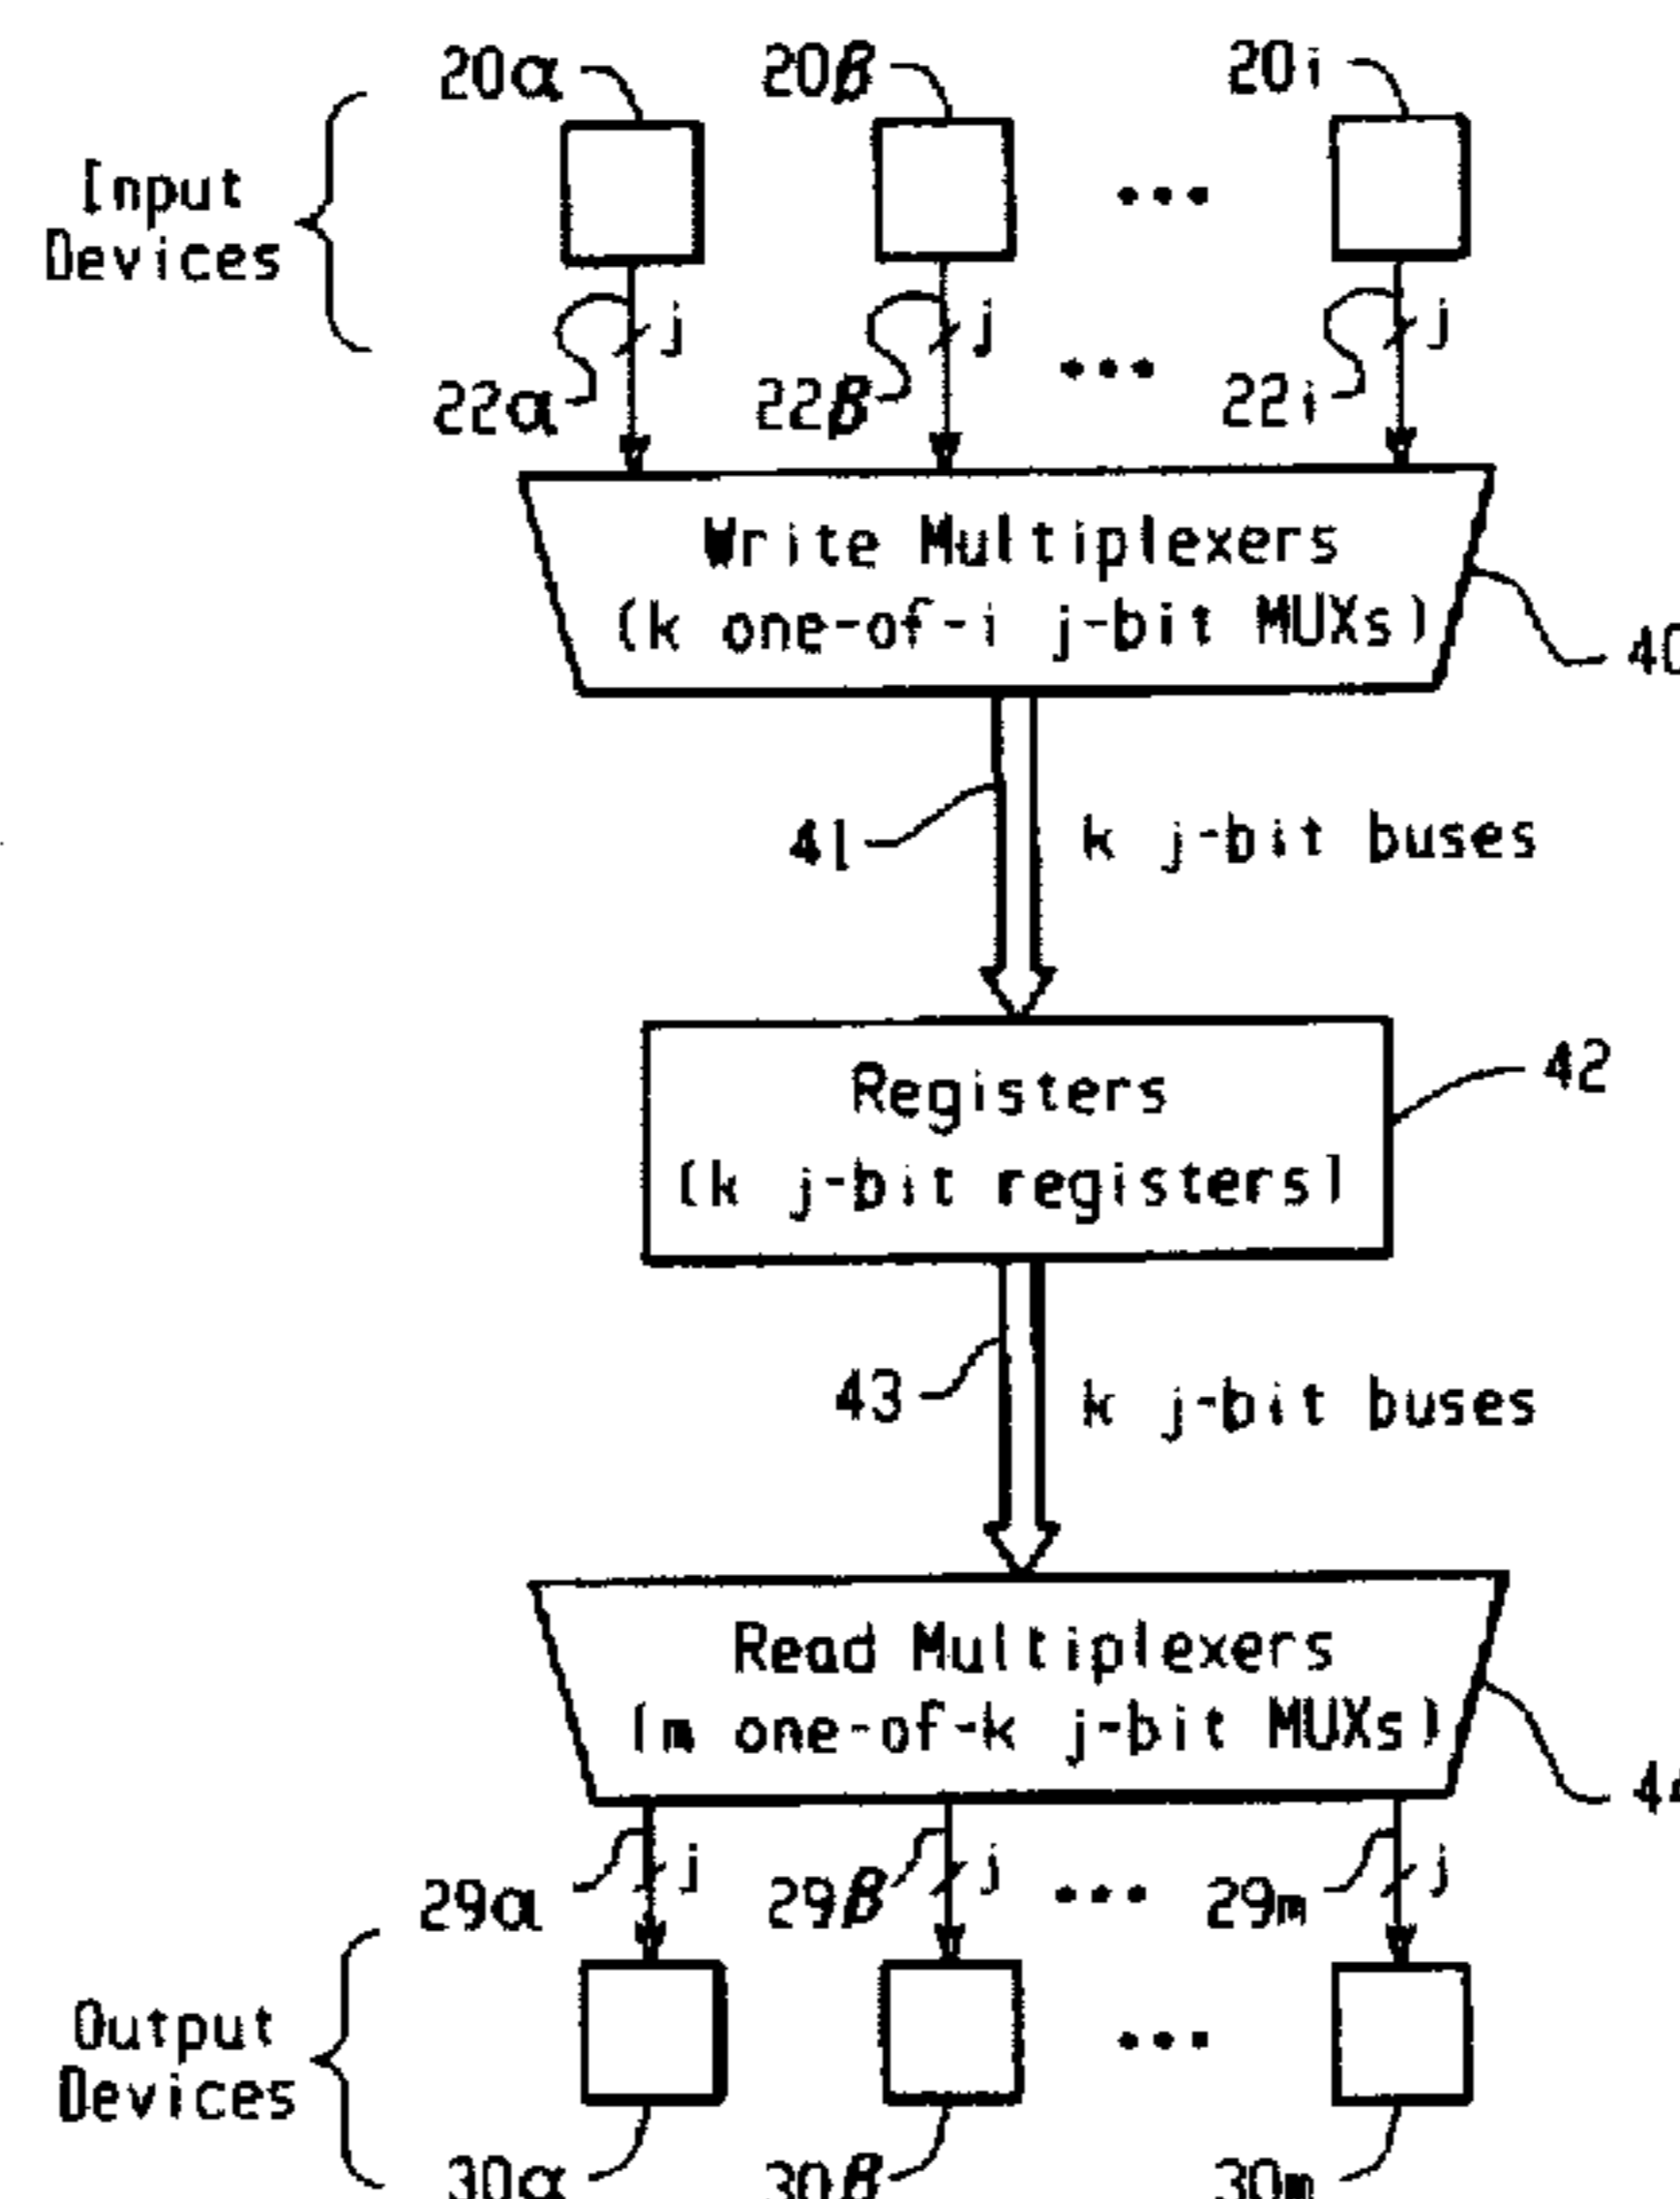 20α 20β 20i
Input
Devices
j j j
22α 22β 22i
Write Multiplexers
(k one-of-i j-bit MUXs)
40
41 k j-bit buses
Registers
(k j-bit registers)
42
43 k j-bit buses
Read Multiplexers
(m one-of-k j-bit MUXs)
44
j j j
29α 29β 29m
Output
Devices
30α 30β 30m